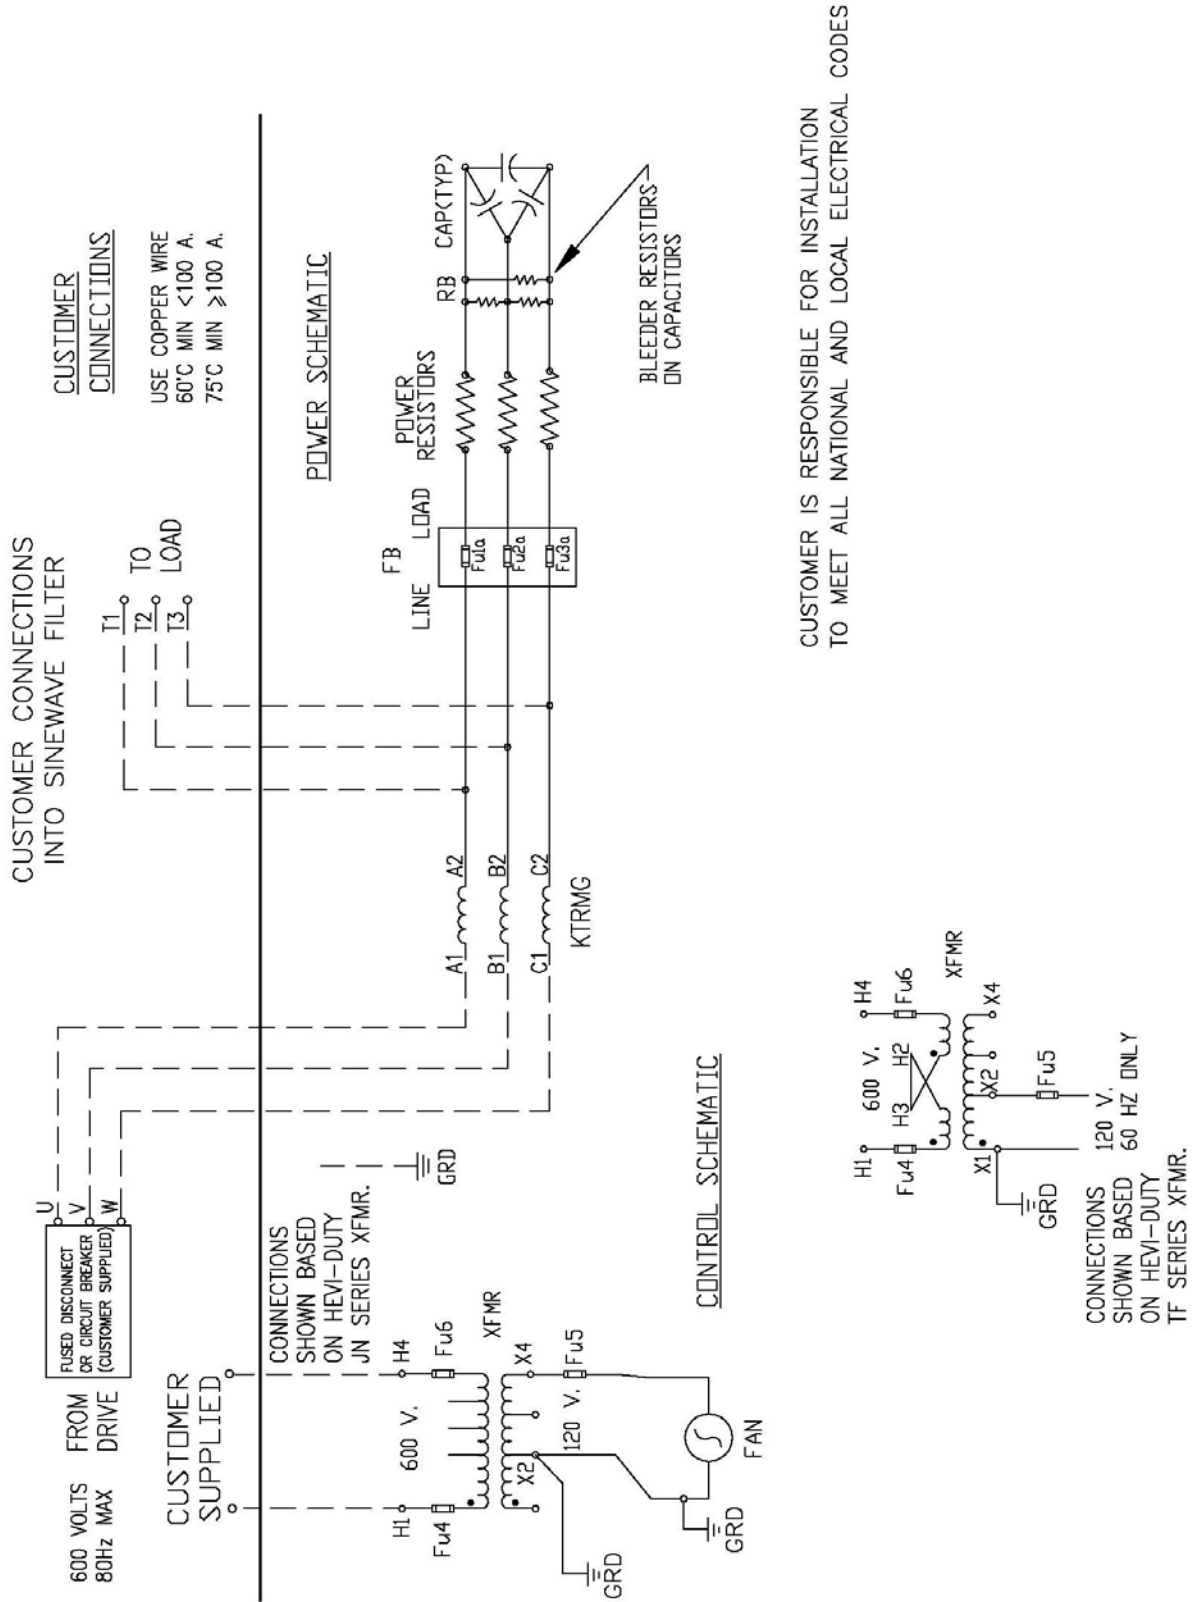 CUSTOMER CONNECTIONS
INTO SINEWAVE FILTER
CUSTOMER
CONNECTIONS
USE COPPER WIRE
60°C MIN <100 A.
75°C MIN ≥100 A.
600 VOLTS
80Hz MAX
FROM
DRIVE
FUSED DISCONNECT
OR CIRCUIT BREAKER
(CUSTOMER SUPPLIED)
U
V
W
T1
T2
T3
TO
LOAD
CUSTOMER
SUPPLIED
POWER SCHEMATIC
A1
A2
B1
B2
C1
C2
KTRMG
LINE
FB
LOAD
Fu1a
Fu2a
Fu3a
POWER
RESISTORS
RB
CAP(TYP)
BLEEDER RESISTORS
ON CAPACITORS
CONNECTIONS
SHOWN BASED
ON HEVI-DUTY
JN SERIES XFMR.
GRD
H1
H4
Fu4
600 V.
Fu6
XFMR
X2
X4
120 V.
Fu5
FAN
GRD
GRD
CONTROL SCHEMATIC
CUSTOMER IS RESPONSIBLE FOR INSTALLATION
TO MEET ALL NATIONAL AND LOCAL ELECTRICAL CODES
H1
600 V.
H4
Fu4
H3
H2
Fu6
XFMR
X1
X2
X4
Fu5
GRD
120 V.
60 HZ ONLY
CONNECTIONS
SHOWN BASED
ON HEVI-DUTY
TF SERIES XFMR.